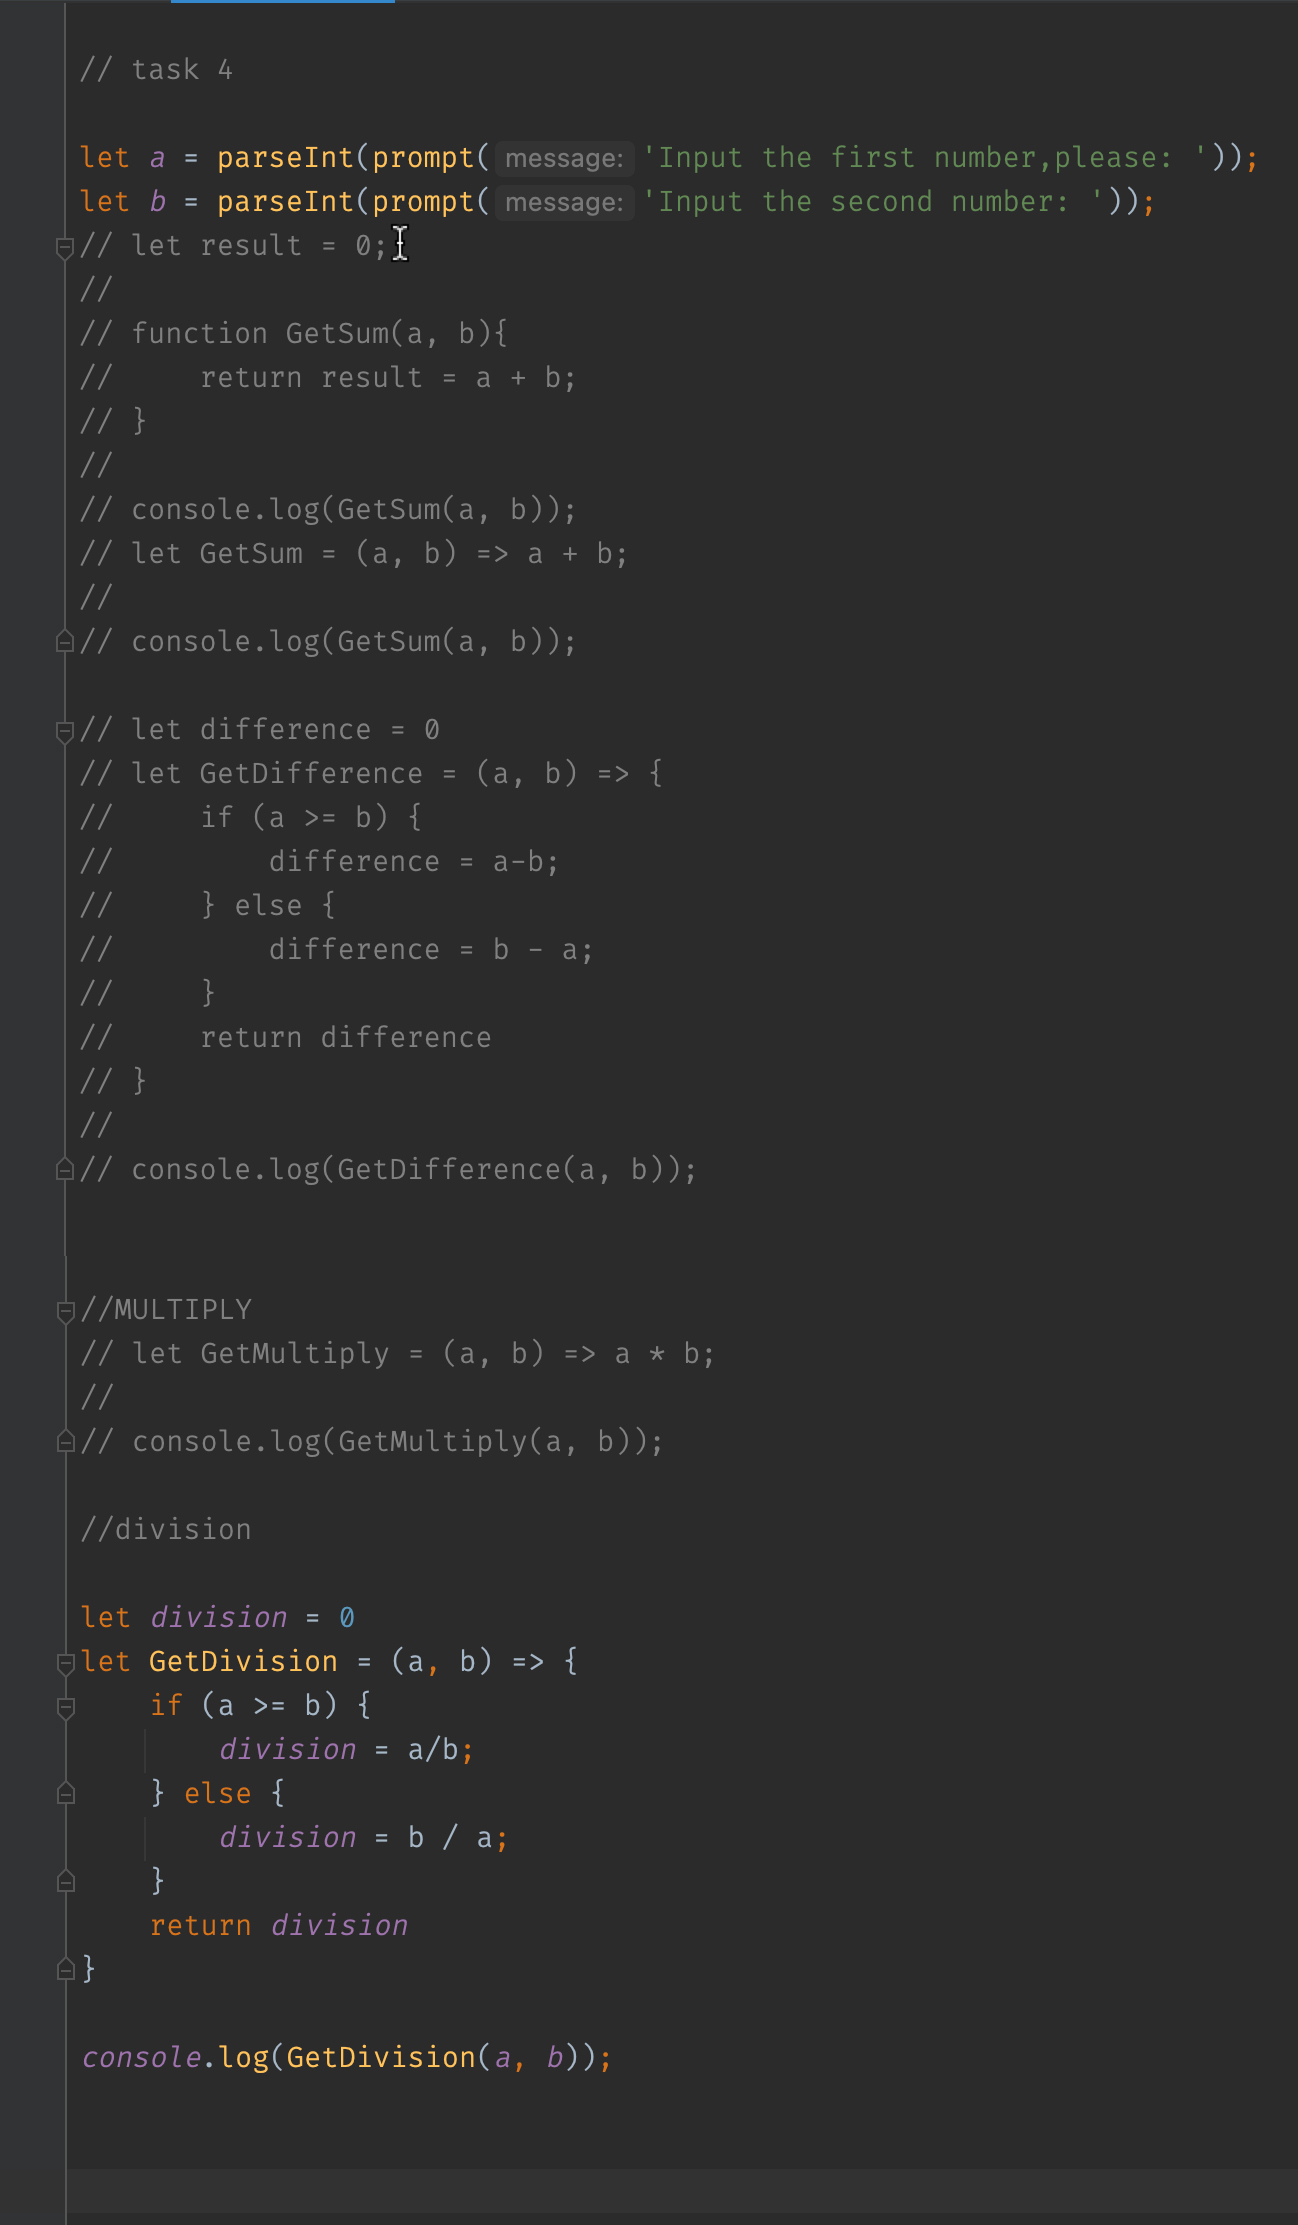 // task 4
let a = parseInt(prompt( message: 'Input the first number,please: '));
let b = parseInt(prompt( message: 'Input the second number: '));
// let result = 0;
//
// function GetSum(a, b){
//     return result = a + b;
// }
//
// console.log(GetSum(a, b));
// let GetSum = (a, b) => a + b;
//
// console.log(GetSum(a, b));
// let difference = 0
// let GetDifference = (a, b) => {
//     if (a >= b) {
//         difference = a-b;
//     } else {
//         difference = b - a;
//     }
//     return difference
// }
//
// console.log(GetDifference(a, b));
//MULTIPLY
// let GetMultiply = (a, b) => a * b;
//
// console.log(GetMultiply(a, b));
//division
let division = 0
let GetDivision = (a, b) => {
    if (a >= b) {
        division = a/b;
    } else {
        division = b / a;
    }
    return division
}
console.log(GetDivision(a, b));